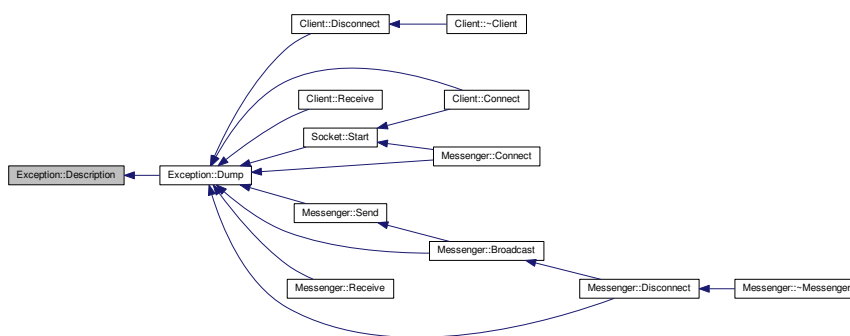 Client::Disconnect
Client::~Client
Client::Receive
Client::Connect
Socket::Start
Messenger::Connect
Exception::Description
Exception::Dump
Messenger::Send
Messenger::Broadcast
Messenger::Receive
Messenger::Disconnect
Messenger::~Messenger